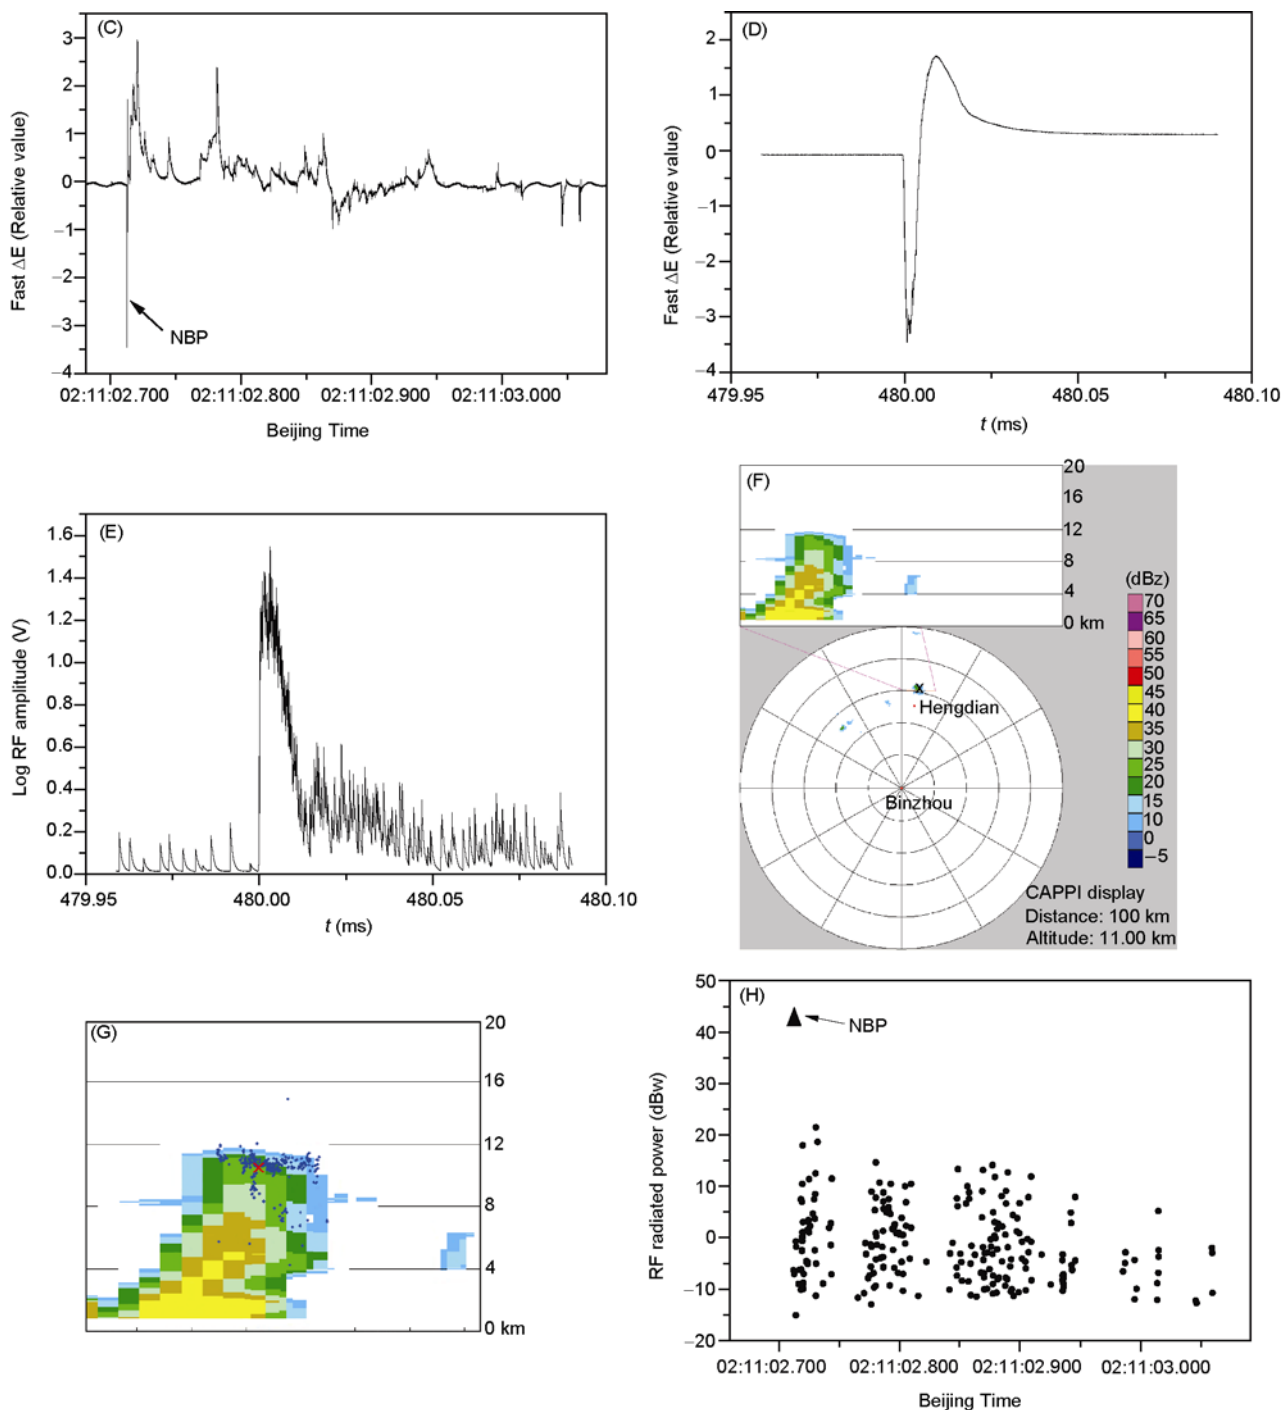 (C)
Fast ΔE (Relative value)
3
2
1
0
−1
−2
−3
−4
NBP
02:11:02.700 02:11:02.800 02:11:02.900 02:11:03.000
Beijing Time
(D)
Fast ΔE (Relative value)
2
1
0
−1
−2
−3
−4
479.95 480.00 480.05 480.10
t (ms)
(E)
Log RF amplitude (V)
1.6
1.4
1.2
1.0
0.8
0.6
0.4
0.2
0.0
479.95 480.00 480.05 480.10
t (ms)
(F)
20
16
12
8
4
0 km
Hengdian
Binzhou
(dBz)
70
65
60
55
50
45
40
35
30
25
20
15
10
0
−5
CAPPI display
Distance: 100 km
Altitude: 11.00 km
(G)
20
16
12
8
4
0 km
(H)
RF radiated power (dBw)
50
40
30
20
10
0
−10
−20
NBP
02:11:02.700 02:11:02.800 02:11:02.900 02:11:03.000
Beijing Time